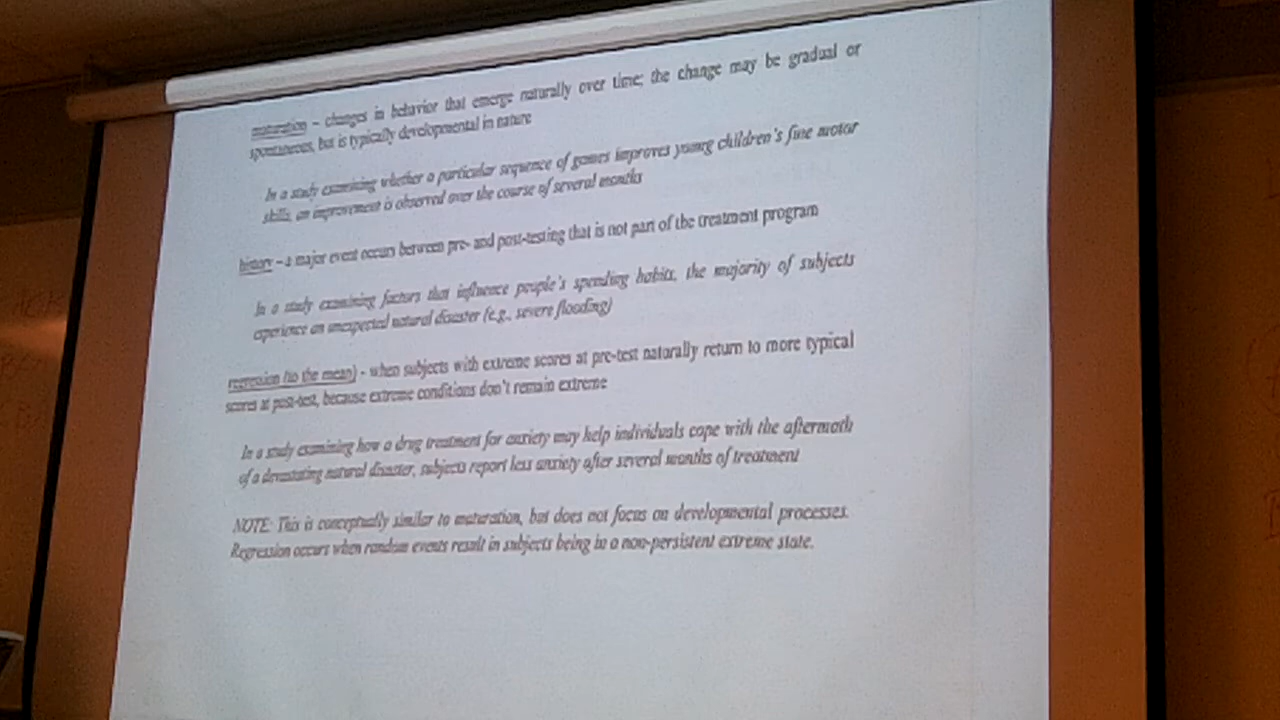 maturation – changes in behavior that emerge naturally over time; the change may be gradual or
spontaneous, but is typically developmental in nature
In a study examining whether a particular sequence of games improves young children's fine motor
skills, an improvement is observed over the course of several months
history – a major event occurs between pre- and post-testing that is not part of the treatment program
In a study examining factors that influence people's spending habits, the majority of subjects
experience an unexpected natural disaster (e.g., severe flooding)
regression (to the mean) - when subjects with extreme scores at pre-test naturally return to more typical
scores at post-test, because extreme conditions don't remain extreme
In a study examining how a drug treatment for anxiety may help individuals cope with the aftermath
of a devastating natural disaster, subjects report less anxiety after several months of treatment
NOTE: This is conceptually similar to maturation, but does not focus on developmental processes.
Regression occurs when random events result in subjects being in a non-persistent extreme state.